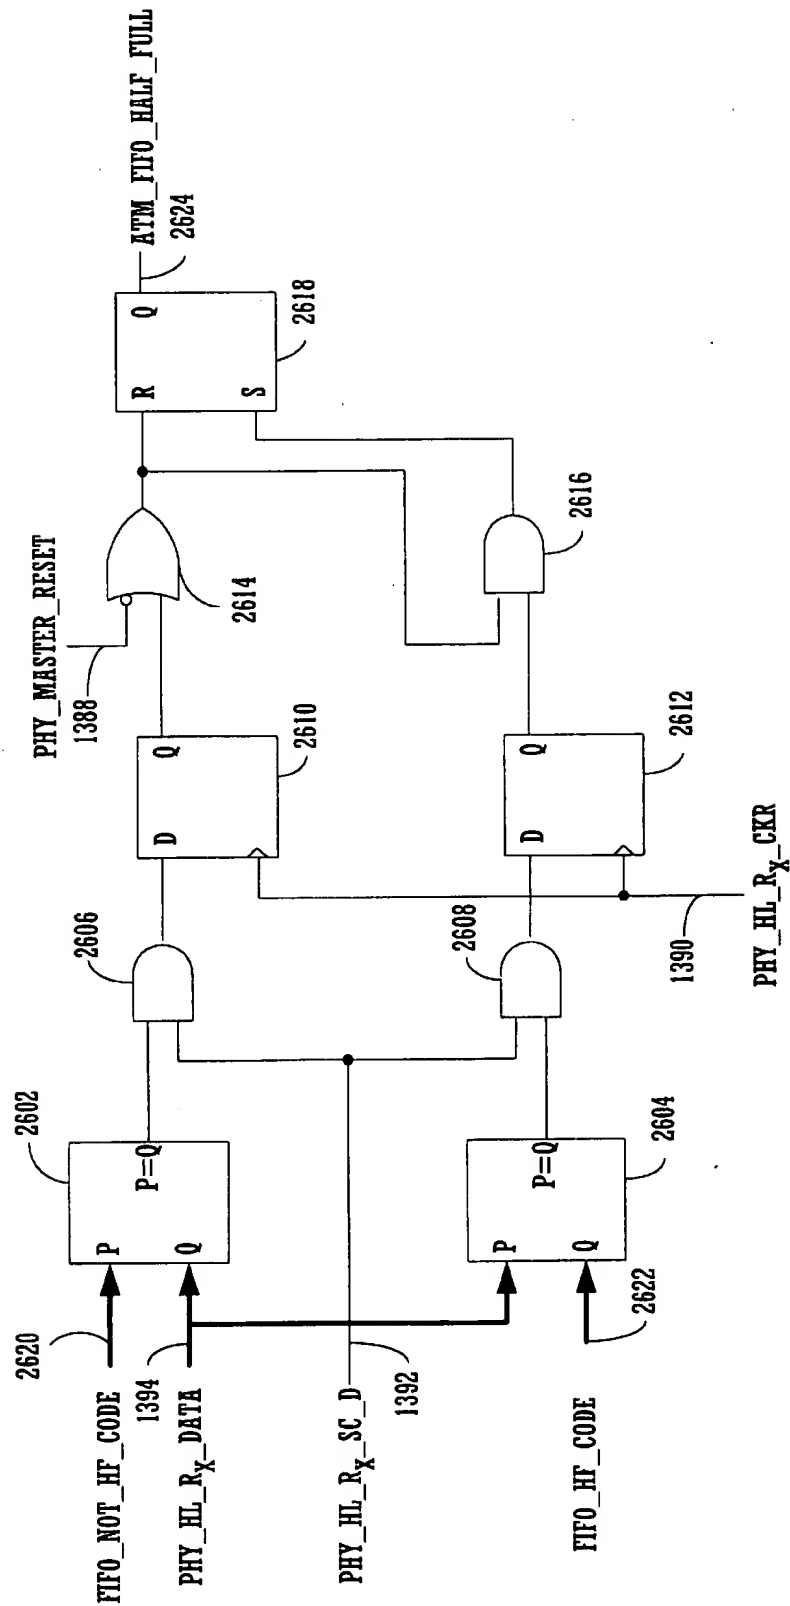 FIFO_NOT_HF_CODE
2620
1394
PHY_HL_RX_DATA
PHY_HL_RX_SC_D
1392
FIFO_HF_CODE
2622
P
Q
P=Q
2602
P
Q
P=Q
2604
2606
2608
D
Q
2610
D
Q
2612
1390
PHY_HL_RX_CKR
PHY_MASTER_RESET
1388
2614
2616
R
Q
S
2618
ATM_FIFO_HALF_FULL
2624